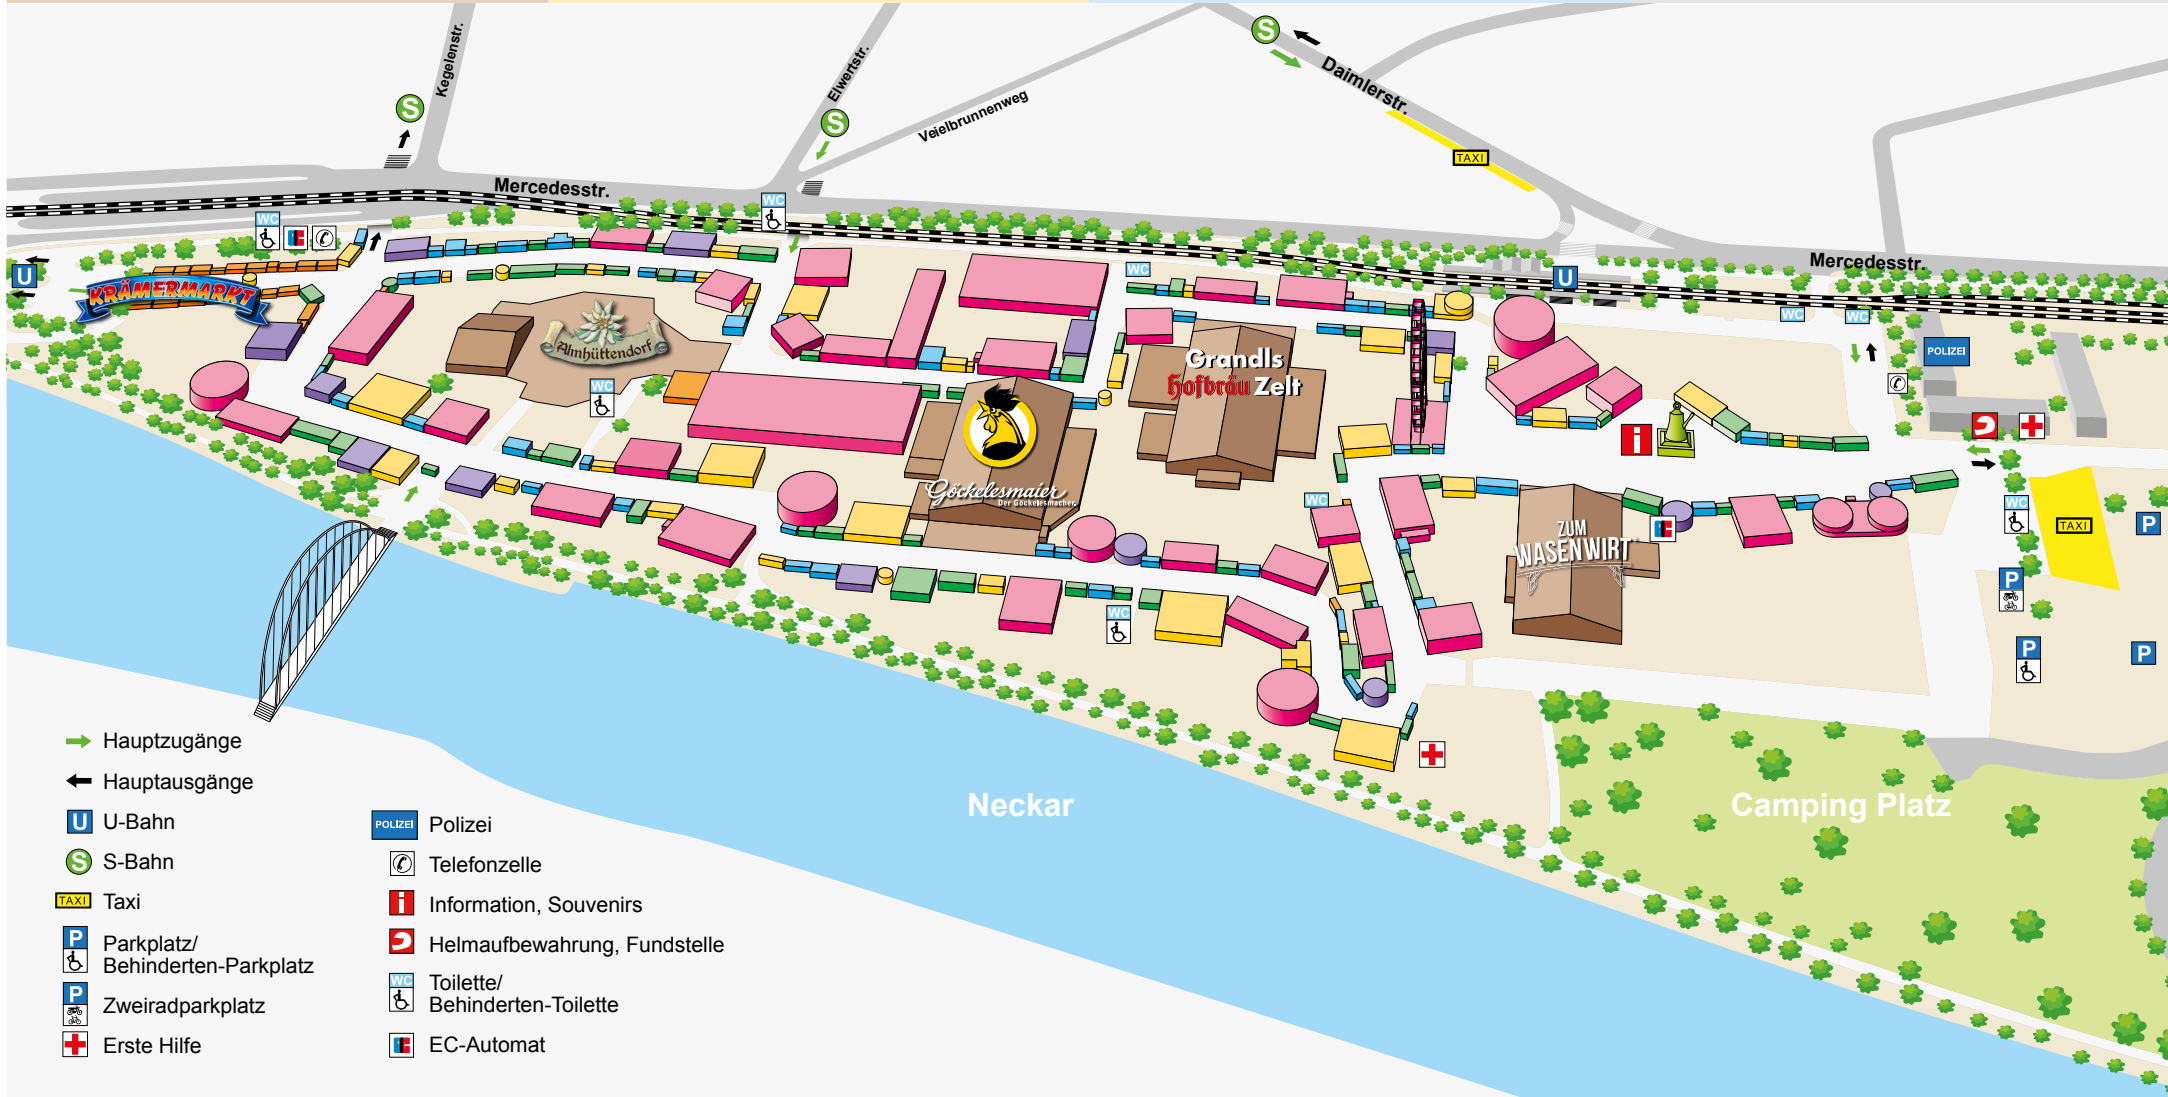 Kegelenstr.
Elwertstr.
Veielbrunnenweg
S
Daimlerstr.
S
S
TAXI
Mercedesstr.
WC
WC
Mercedesstr.
U
KRÄMERMARKT
Almhüttendorf
WC
WC
U
WC
WC
POLIZEI
Grandls
Hofbräu Zelt
WC
i
Göckelesmaier
Der Göckelesmacher.
WC
ZUM
WASENWIRT
WC
TAXI
P
P
WC
P
P
Neckar
Camping Platz
Hauptzugänge
Hauptausgänge
U U-Bahn
S S-Bahn
TAXI Taxi
P Parkplatz/
Behinderten-Parkplatz
P Zweiradparkplatz
Erste Hilfe
POLIZEI Polizei
Telefonzelle
i Information, Souvenirs
Helmaufbewahrung, Fundstelle
WC Toilette/
Behinderten-Toilette
EC-Automat